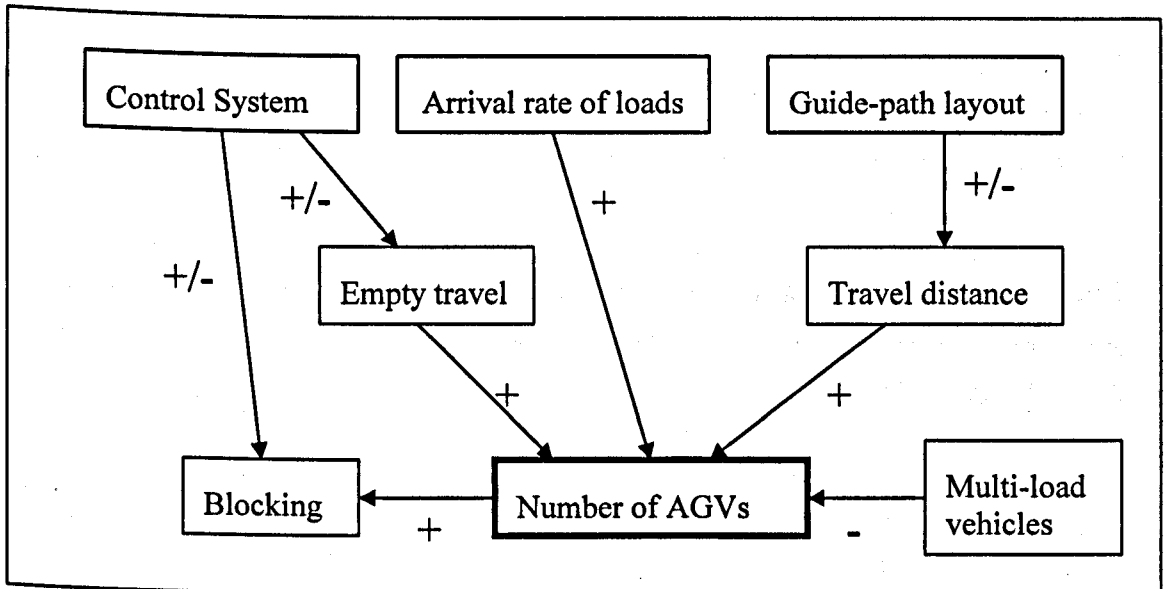 Control System
Arrival rate of loads
Guide-path layout
+/-
+
+/-
+/-
Empty travel
Travel distance
+
+
Blocking
Number of AGVs
Multi-load
vehicles
+
-